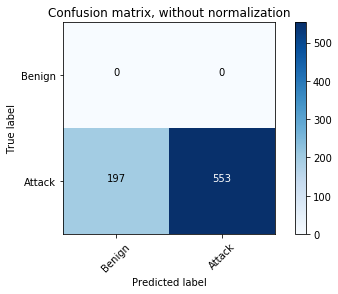 Confusion matrix, without normalization
Benign
Attack
True label
0 0
197 553
Benign Attack
Predicted label
500
400
300
200
100
0